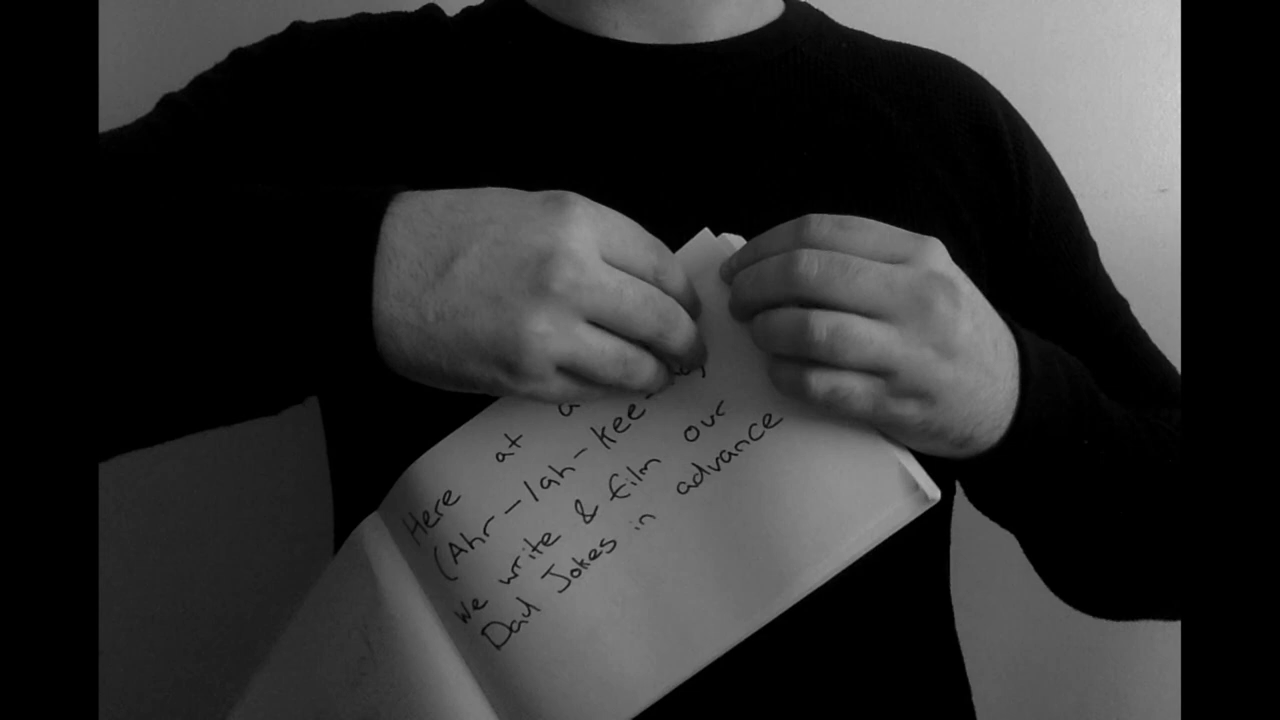 Here at
(Ahr-lah-kee-
We write & film our
Dad Jokes in advance